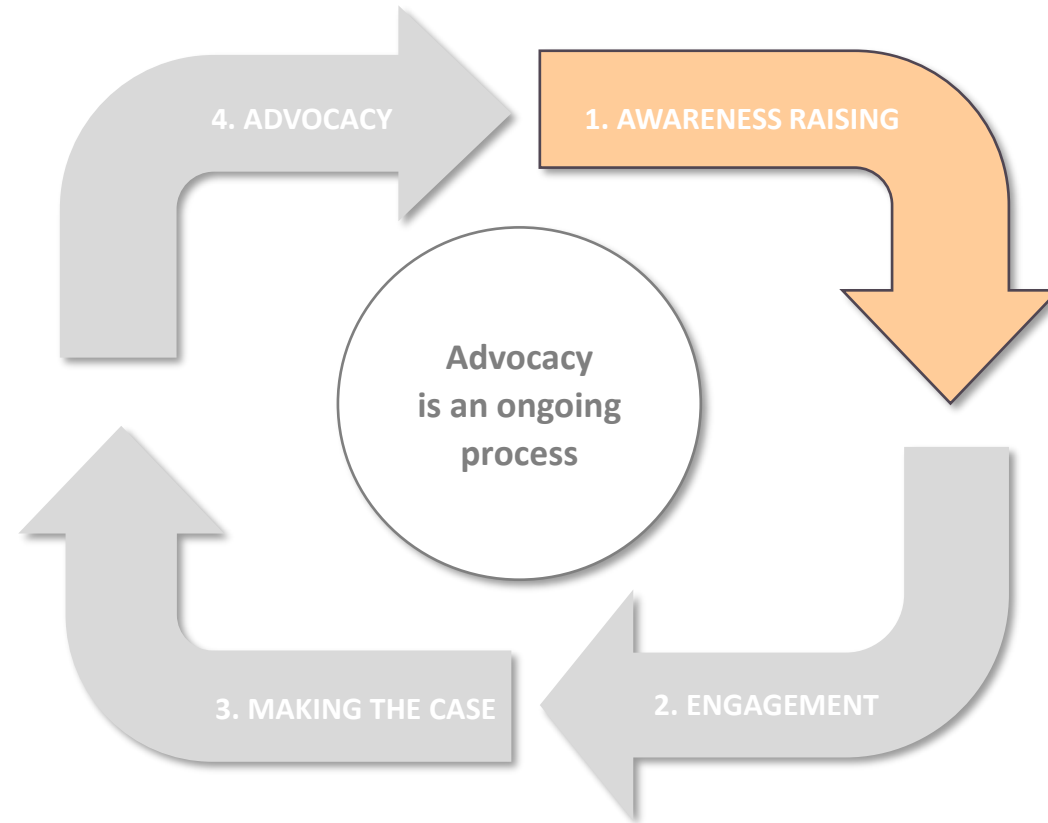 4. ADVOCACY
1. AWARENESS RAISING
Advocacy
is an ongoing
process
3. MAKING THE CASE
2. ENGAGEMENT